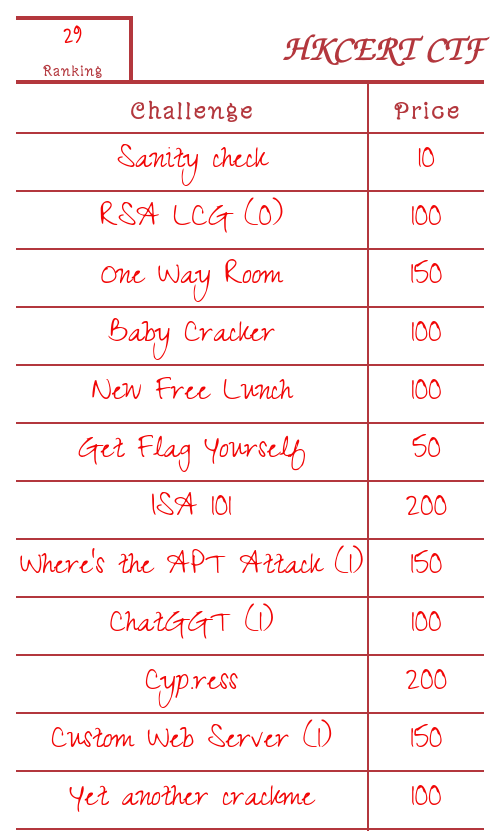 29
Ranking
HKCERT CTF
Challenge Price
Sanity check 10
RSA LCG (0) 100
One Way Room 150
Baby Cracker 100
New Free Lunch 100
Get Flag Yourself 50
ISA 101 200
Where's the APT Attack (1) 150
ChatGGT (1) 100
Cyp.ress 200
Custom Web Server (1) 150
Yet another crackme 100